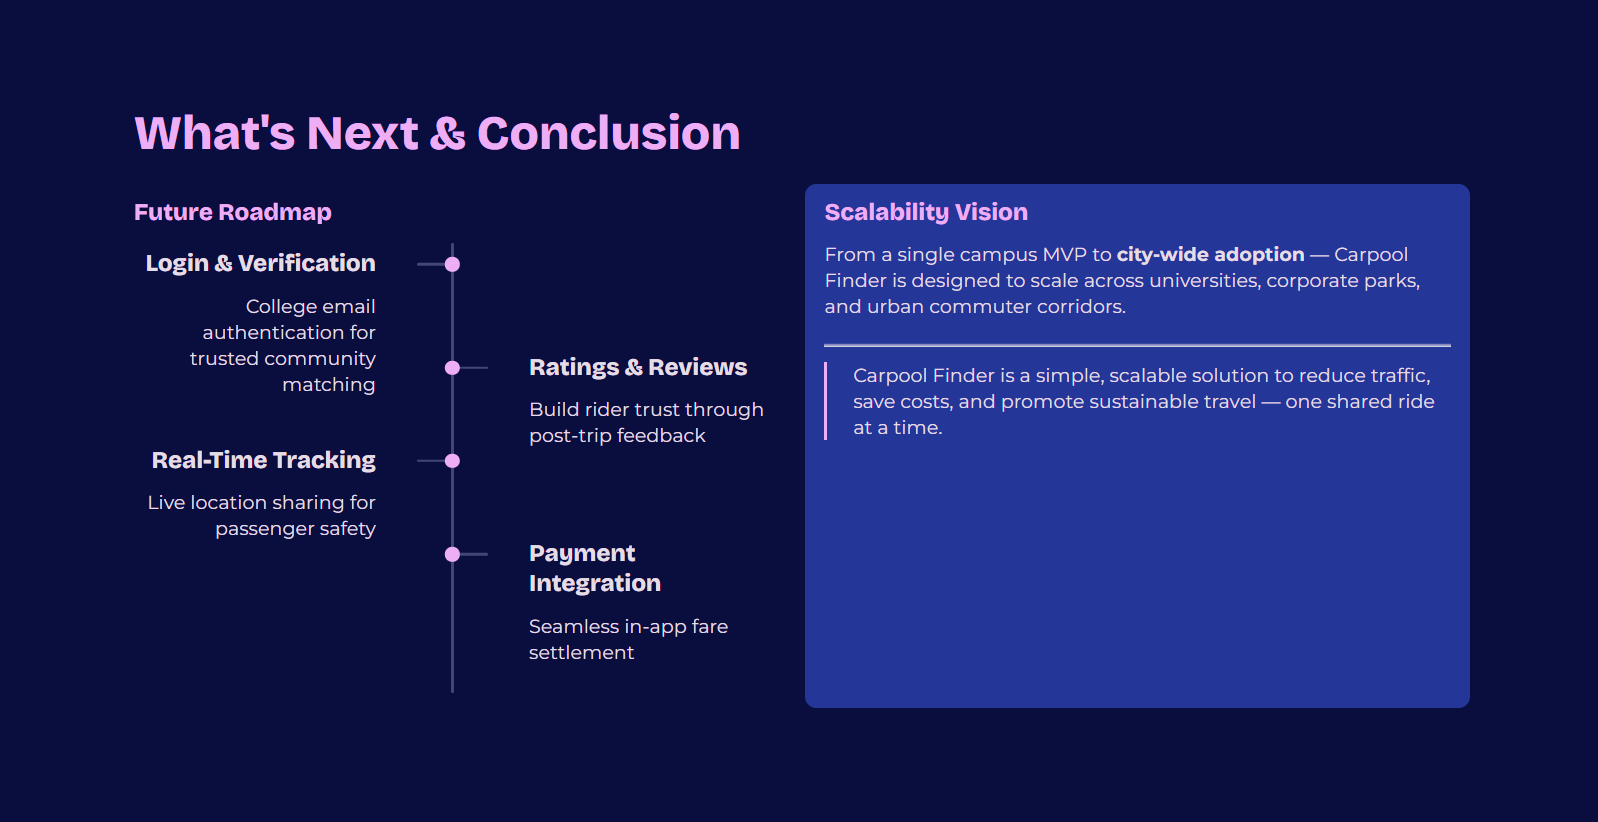 What's Next & Conclusion
Future Roadmap
Login & Verification
College email
authentication for
trusted community
matching
Ratings & Reviews
Build rider trust through
post-trip feedback
Real-Time Tracking
Live location sharing for
passenger safety
Payment
Integration
Seamless in-app fare
settlement
Scalability Vision
From a single campus MVP to city-wide adoption — Carpool
Finder is designed to scale across universities, corporate parks,
and urban commuter corridors.
Carpool Finder is a simple, scalable solution to reduce traffic,
save costs, and promote sustainable travel — one shared ride
at a time.